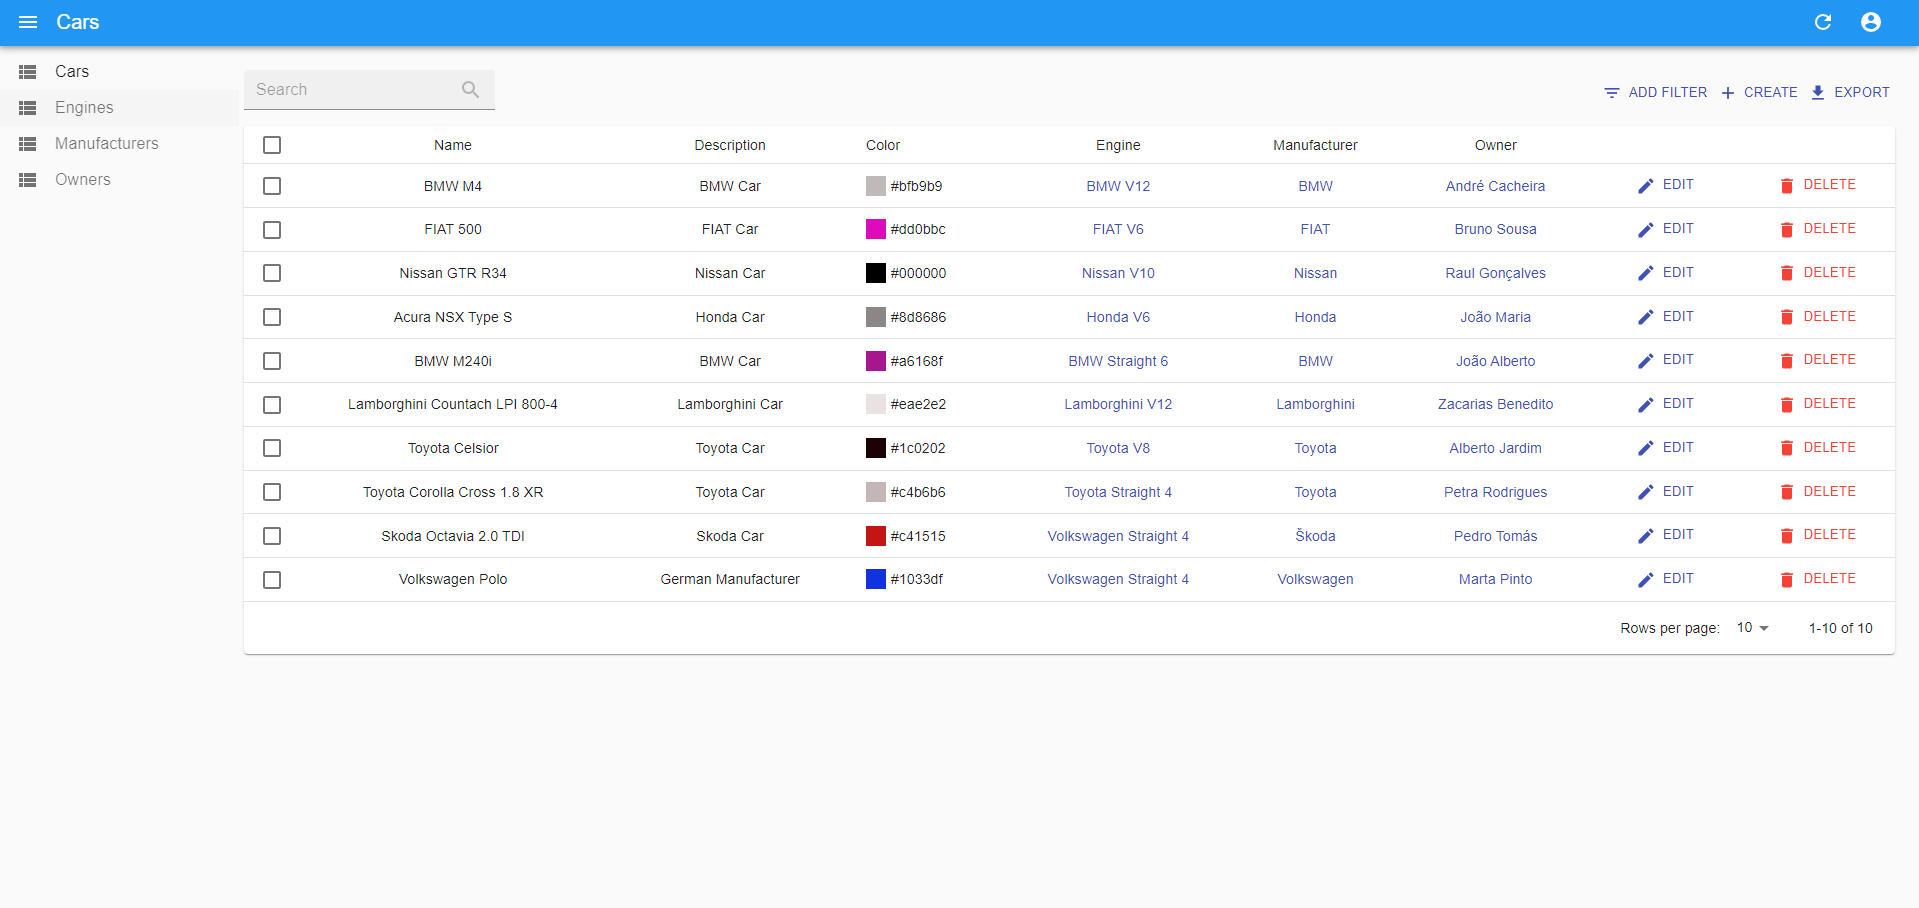 Cars
Cars
Engines
Manufacturers
Owners
Search
ADD FILTER CREATE EXPORT
Name Description Color Engine Manufacturer Owner
BMW M4 BMW Car #bfb9b9 BMW V12 BMW André Cacheira EDIT DELETE
FIAT 500 FIAT Car #dd0bbc FIAT V6 FIAT Bruno Sousa EDIT DELETE
Nissan GTR R34 Nissan Car #000000 Nissan V10 Nissan Raul Gonçalves EDIT DELETE
Acura NSX Type S Honda Car #8d8686 Honda V6 Honda João Maria EDIT DELETE
BMW M240i BMW Car #a6168f BMW Straight 6 BMW João Alberto EDIT DELETE
Lamborghini Countach LPI 800-4 Lamborghini Car #eae2e2 Lamborghini V12 Lamborghini Zacarias Benedito EDIT DELETE
Toyota Celsior Toyota Car #1c0202 Toyota V8 Toyota Alberto Jardim EDIT DELETE
Toyota Corolla Cross 1.8 XR Toyota Car #c4b6b6 Toyota Straight 4 Toyota Petra Rodrigues EDIT DELETE
Skoda Octavia 2.0 TDI Skoda Car #c41515 Volkswagen Straight 4 Škoda Pedro Tomás EDIT DELETE
Volkswagen Polo German Manufacturer #1033df Volkswagen Straight 4 Volkswagen Marta Pinto EDIT DELETE
Rows per page: 10 1-10 of 10